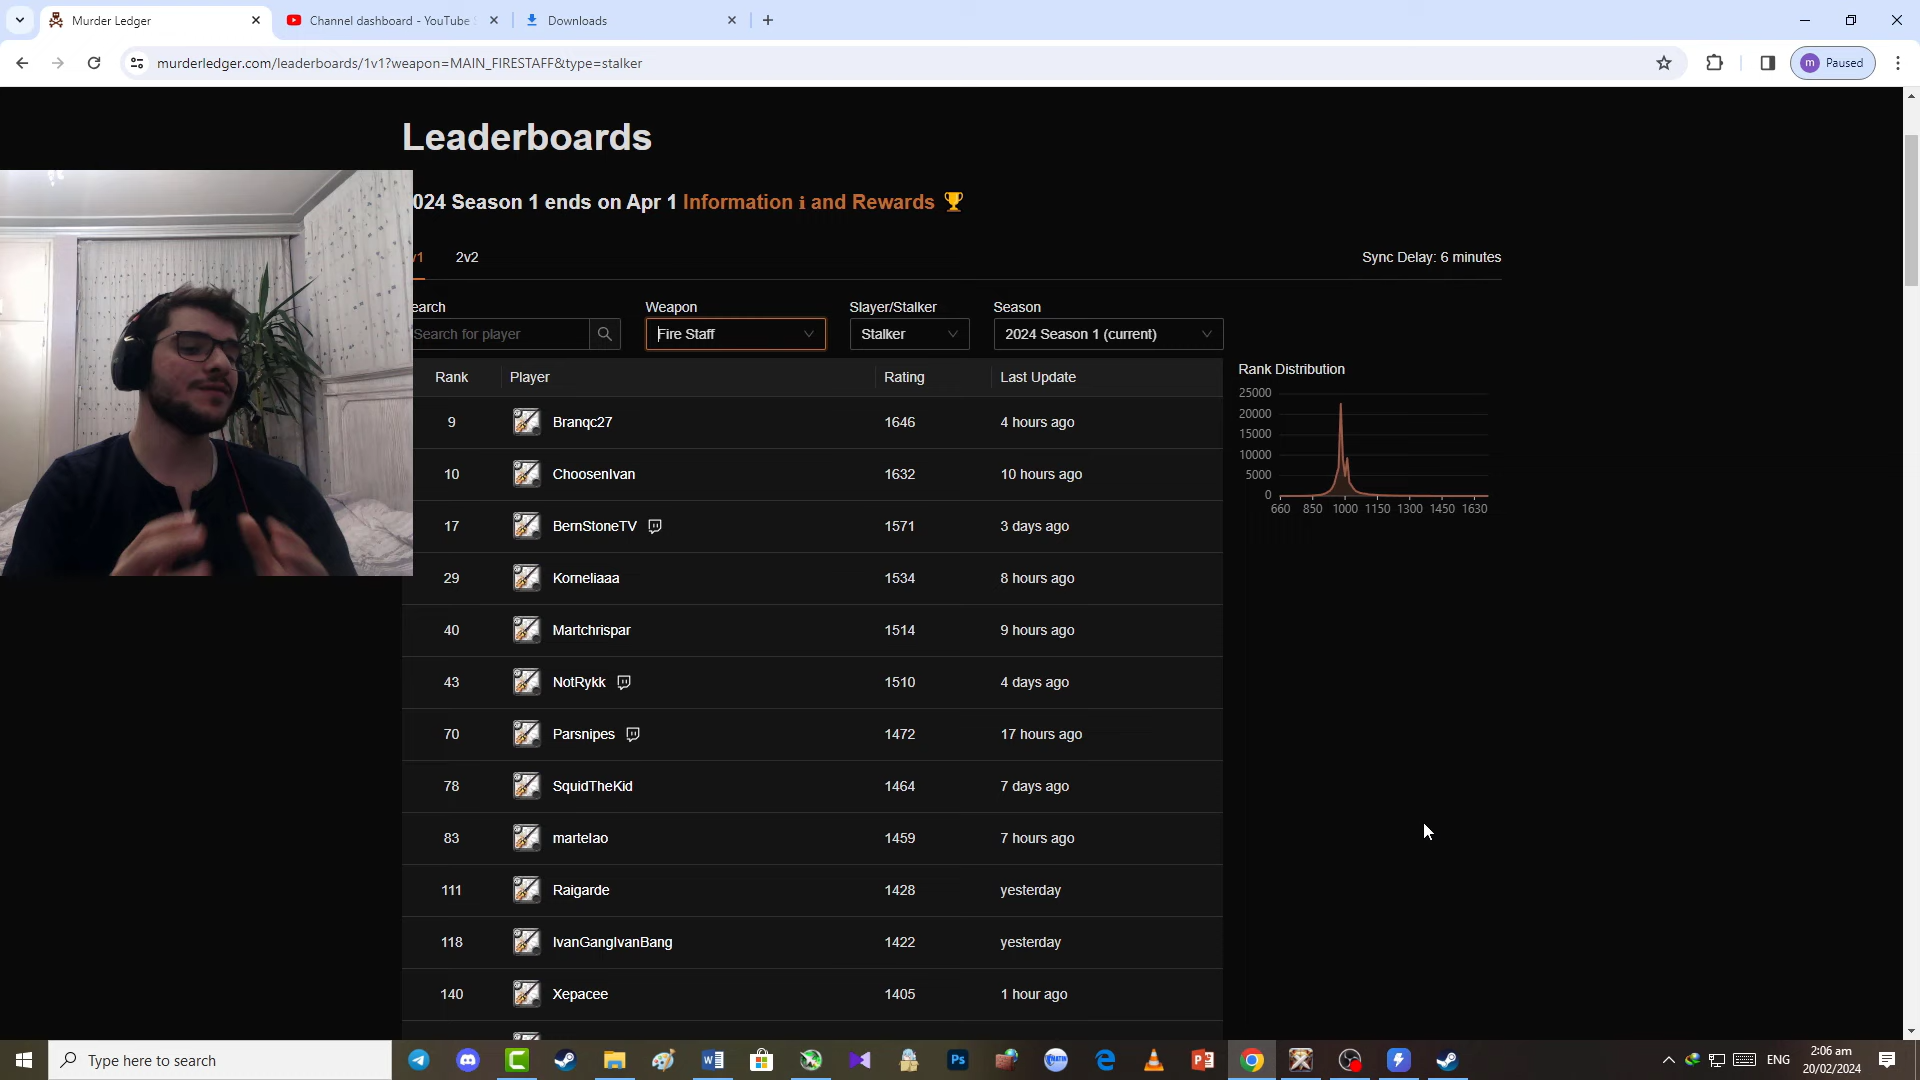 Murder Ledger
Channel dashboard - YouTube
Downloads
murderledger.com/leaderboards/1v1?weapon=MAIN_FIRESTAFF&type=stalker
m Paused
Leaderboards
024 Season 1 ends on Apr 1 Information i and Rewards 🏆
v1 2v2 Sync Delay: 6 minutes
earch Weapon Slayer/Stalker Season
Search for player Fire Staff Stalker 2024 Season 1 (current)
Rank Player Rating Last Update
9 Branqc27 1646 4 hours ago
10 ChoosenIvan 1632 10 hours ago
17 BernStoneTV 1571 3 days ago
29 Korneliaaa 1534 8 hours ago
40 Martchrispar 1514 9 hours ago
43 NotRykk 1510 4 days ago
70 Parsnipes 1472 17 hours ago
78 SquidTheKid 1464 7 days ago
83 martelao 1459 7 hours ago
111 Raigarde 1428 yesterday
118 IvanGangIvanBang 1422 yesterday
140 Xepacee 1405 1 hour ago
Rank Distribution
25000
20000
15000
10000
5000
0
660 850 1000 1150 1300 1450 1630
Type here to search
Ps
ENG
2:06 am
20/02/2024